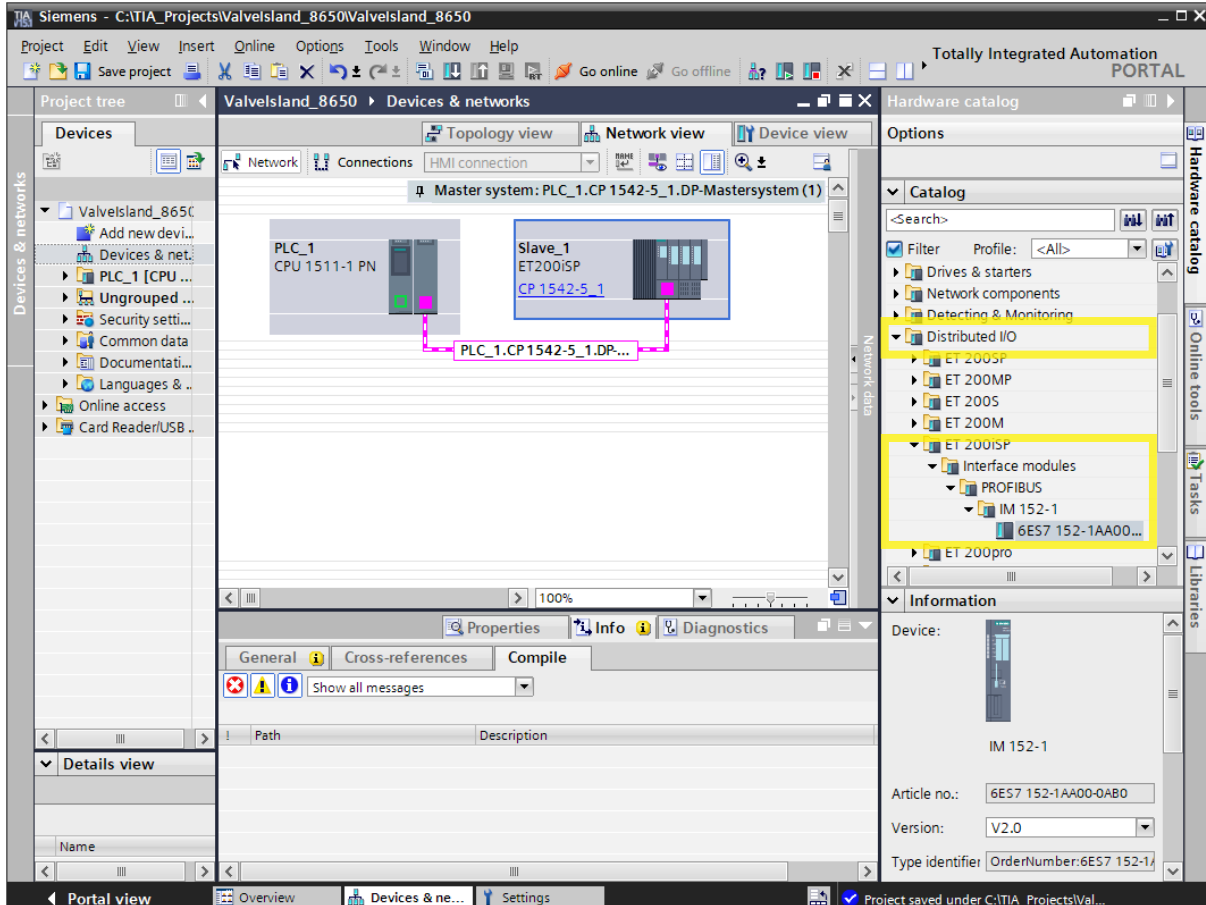 Siemens - C:\TIA_Projects\ValveIsland_8650\ValveIsland_8650
Project Edit View Insert Online Options Tools Window Help
Totally Integrated Automation
PORTAL
Save project
Go online
Go offline
Project tree
Devices
Devices & networks
ValveIsland_865(
Add new devi...
Devices & net.
PLC_1 [CPU ...
Ungrouped ...
Security setti...
Common data
Documentati...
Languages & ..
Online access
Card Reader/USB ..
Details view
Name
ValveIsland_8650 Devices & networks
Topology view
Network view
Device view
Network
Connections
HMI connection
Master system: PLC_1.CP 1542-5_1.DP-Mastersystem (1)
PLC_1
CPU 1511-1 PN
Slave_1
ET200iSP
CP 1542-5_1
PLC_1.CP 1542-5_1.DP-...
Network data
100%
Properties
Info
Diagnostics
General
Cross-references
Compile
Show all messages
! Path Description
Hardware catalog
Options
Catalog
<Search>
Filter Profile: <All>
Drives & starters
Network components
Detecting & Monitoring
Distributed I/O
ET 200SP
ET 200MP
ET 200S
ET 200M
ET 200iSP
Interface modules
PROFIBUS
IM 152-1
6ES7 152-1AA00...
ET 200pro
Information
Device:
IM 152-1
Article no.: 6ES7 152-1AA00-0AB0
Version: V2.0
Type identifier OrderNumber:6ES7 152-1/
Hardware catalog
Online tools
Tasks
Libraries
Portal view
Overview
Devices & ne...
Settings
Project saved under C:\TIA_Projects\Val...